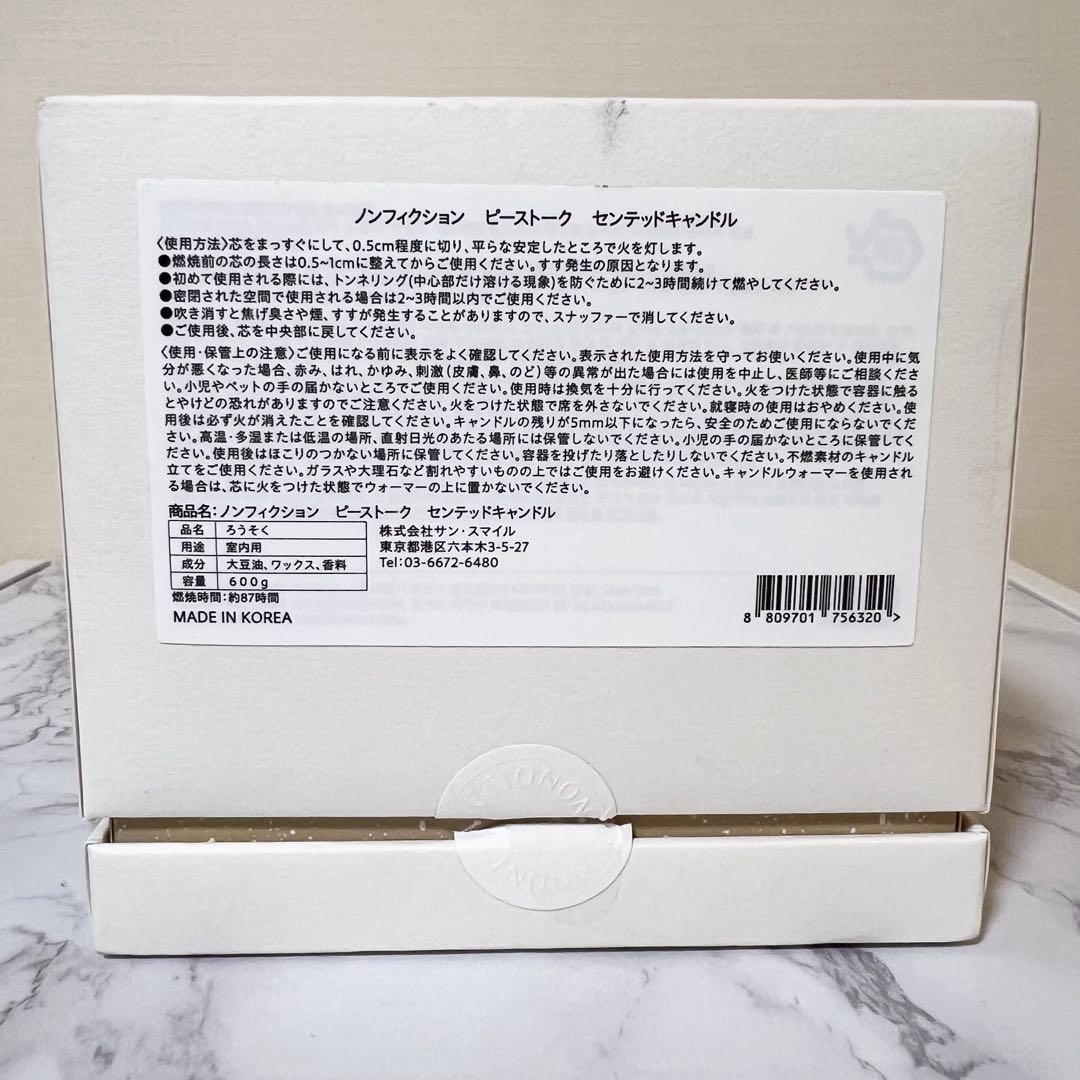 ノンフィクション ピーストーク センテッドキャンドル
〈使用方法〉芯をまっすぐにして、0.5cm程度に切り、平らな安定したところで火を灯します。
●燃焼前の芯の長さは0.5~1cmに整えてからご使用ください。すす発生の原因となります。
●初めて使用される際には、トンネリング(中心部だけ溶ける現象)を防ぐために2~3時間続けて燃やしてください。
●密閉された空間で使用される場合は2~3時間以内でご使用ください。
●吹き消すと焦げ臭さや煙、すすが発生することがありますので、スナッファーで消してください。
●ご使用後、芯を中央部に戻してください。
〈使用・保管上の注意〉ご使用になる前に表示をよく確認してください。表示された使用方法を守ってお使いください。使用中に気
分が悪くなった場合、赤み、はれ、かゆみ、刺激(皮膚、鼻、のど)等の異常が出た場合には使用を中止し、医師等にご相談くださ
い。小児やペットの手の届かないところでご使用ください。使用時は換気を十分に行ってください。火をつけた状態で容器に触る
とやけどの恐れがありますのでご注意ください。火をつけた状態で席を外さないでください。就寝時の使用はおやめください。使
用後は必ず火が消えたことを確認してください。キャンドルの残りが5mm以下になったら、安全のためご使用にならないでくだ
さい。高温・多湿または低温の場所、直射日光のあたる場所には保管しないでください。小児の手の届かないところに保管してく
ださい。使用後はほこりのつかない場所に保管してください。容器を投げたり落としたりしないでください。不燃素材のキャンドル
立てをご使用ください。ガラスや大理石など割れやすいものの上ではご使用をお避けください。キャンドルウォーマーを使用され
る場合は、芯に火をつけた状態でウォーマーの上に置かないでください。
商品名：ノンフィクション ピーストーク センテッドキャンドル
品名 ろうそく
用途 室内用
成分 大豆油、ワックス、香料
容量 600g
燃焼時間：約87時間
MADE IN KOREA
株式会社サン・スマイル
東京都港区六本木3-5-27
Tel：03-6672-6480
8 809701 756320 >